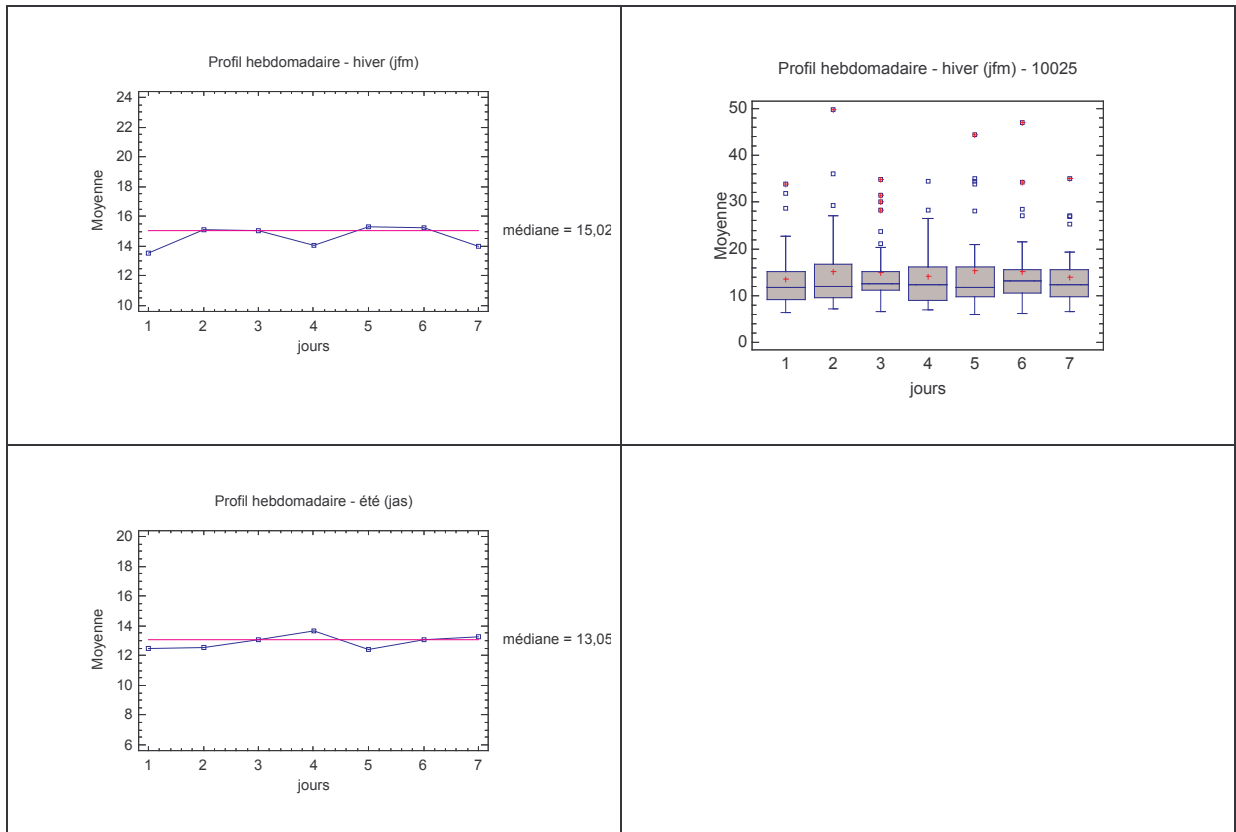 Profil hebdomadaire - hiver (jfm)
24
22
20
18
16
14
12
10
Moyenne
médiane = 15,02
1 2 3 4 5 6 7
jours
Profil hebdomadaire - hiver (jfm) - 10025
50
40
30
20
10
0
Moyenne
1 2 3 4 5 6 7
jours
Profil hebdomadaire - été (jas)
20
18
16
14
12
10
8
6
Moyenne
médiane = 13,05
1 2 3 4 5 6 7
jours